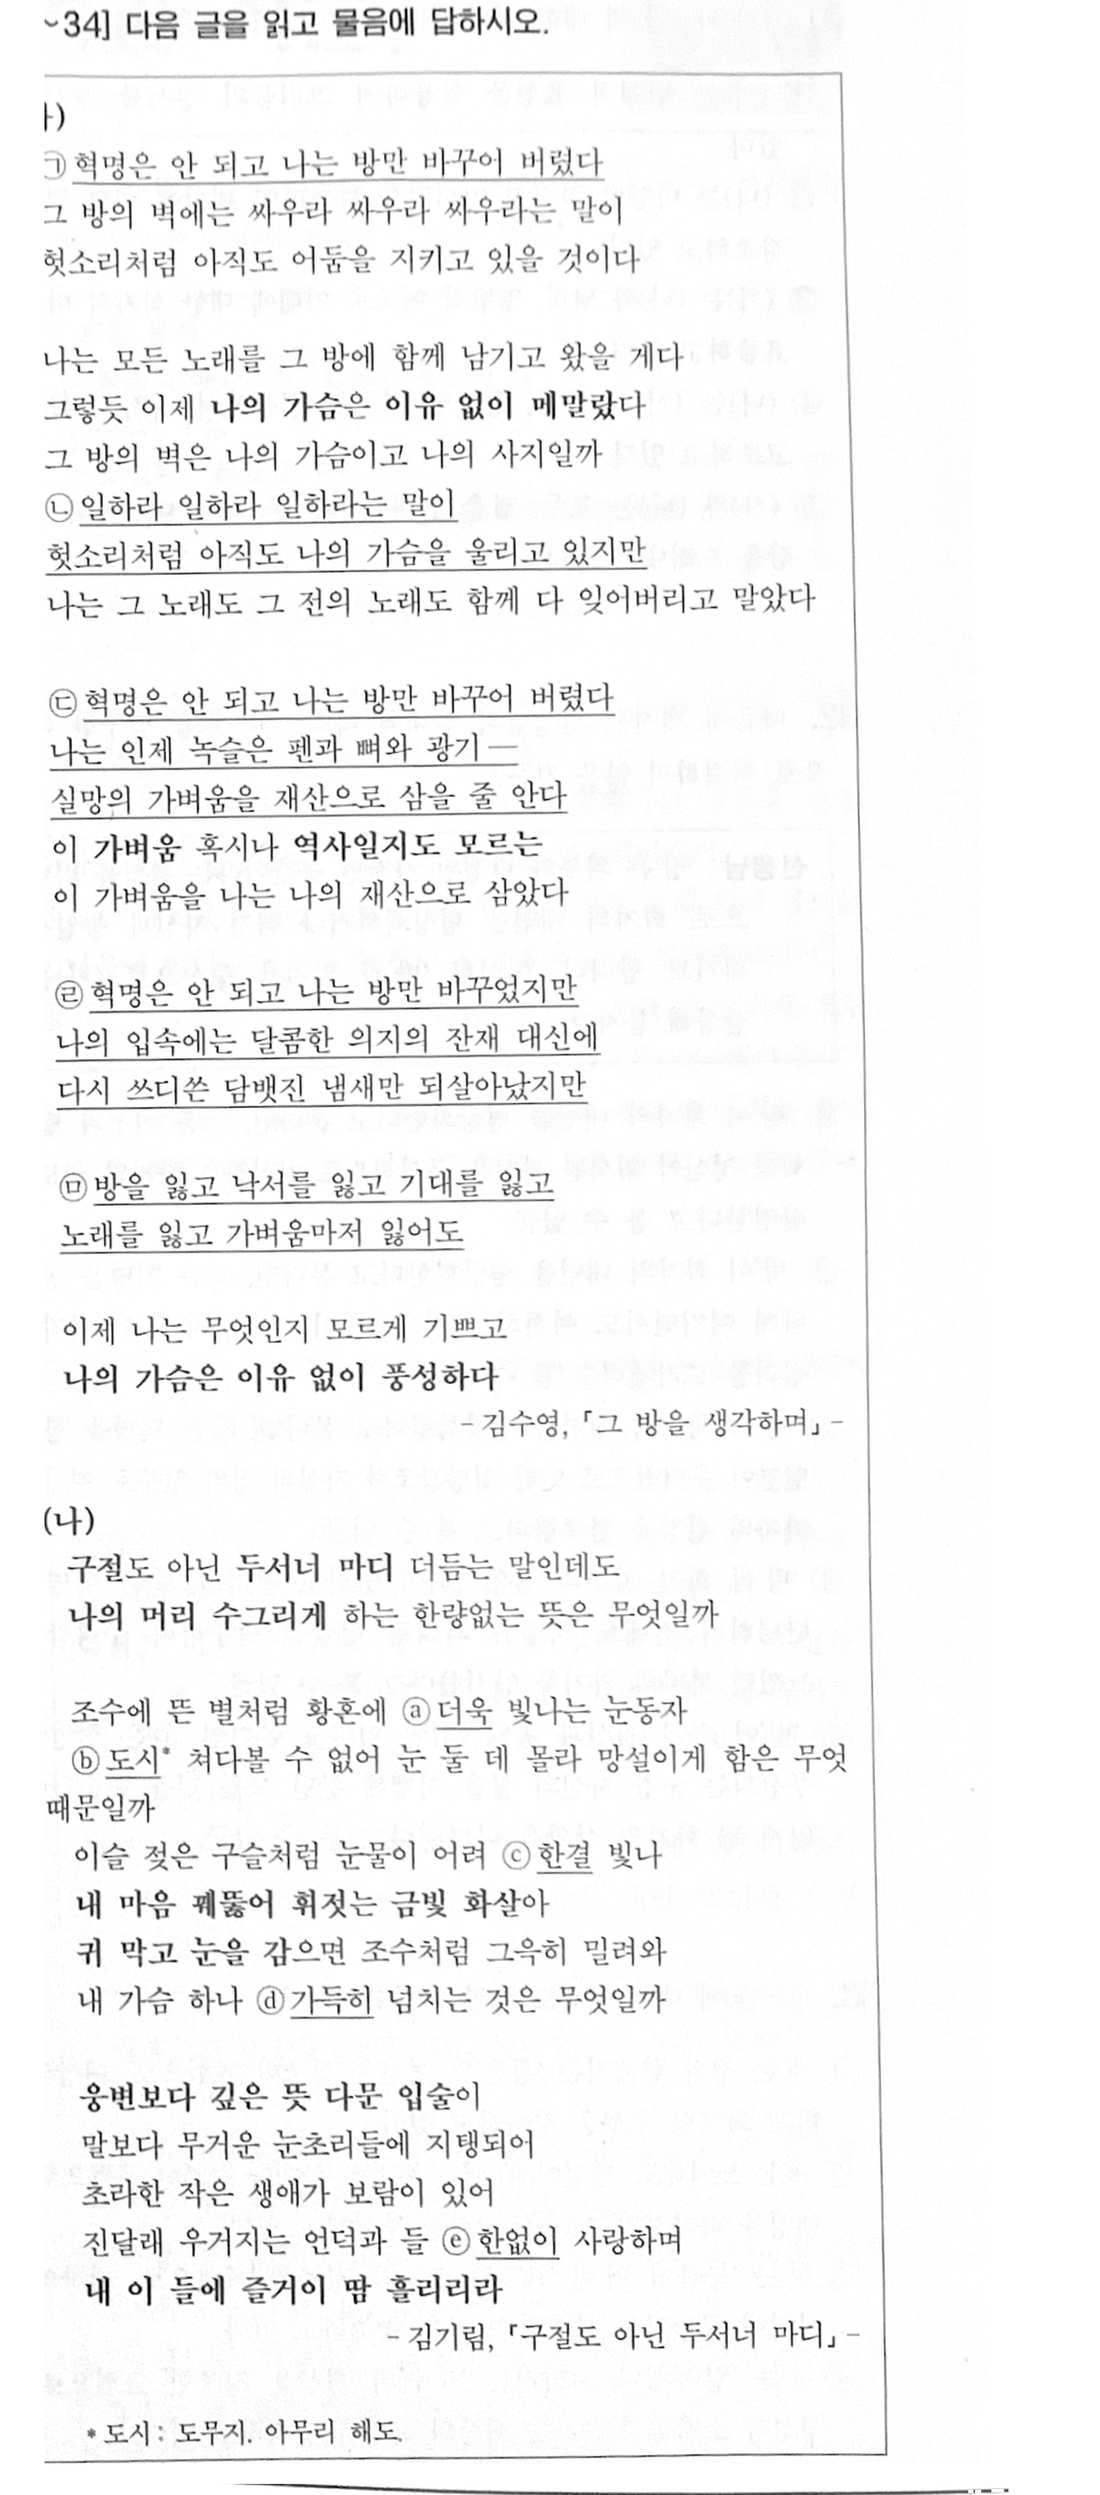 ~34] 다음 글을 읽고 물음에 답하시오.
㉠혁명은 안 되고 나는 방만 바꾸어 버렸다
그 방의 벽에는 싸우라 싸우라 싸우라는 말이
헛소리처럼 아직도 어둠을 지키고 있을 것이다
나는 모든 노래를 그 방에 함께 남기고 왔을 게다
그렇듯 이제 나의 가슴은 이유 없이 메말랐다
그 방의 벽은 나의 가슴이고 나의 사지일까
㉡일하라 일하라 일하라는 말이
헛소리처럼 아직도 나의 가슴을 울리고 있지만
나는 그 노래도 그 전의 노래도 함께 다 잊어버리고 말았다
㉢혁명은 안 되고 나는 방만 바꾸어 버렸다
나는 인제 녹슬은 펜과 뼈와 광기―
실망의 가벼움을 재산으로 삼을 줄 안다
이 가벼움 혹시나 역사일지도 모르는
이 가벼움을 나는 나의 재산으로 삼았다
㉣혁명은 안 되고 나는 방만 바꾸었지만
나의 입속에는 달콤한 의지의 잔재 대신에
다시 쓰디쓴 담뱃진 냄새만 되살아났지만
㉤방을 잃고 낙서를 잃고 기대를 잃고
노래를 잃고 가벼움마저 잃어도
이제 나는 무엇인지 모르게 기쁘고
나의 가슴은 이유 없이 풍성하다
- 김수영, 「그 방을 생각하며」 -
(나)
구절도 아닌 두서너 마디 더듬는 말인데도
나의 머리 수그리게 하는 한량없는 뜻은 무엇일까
조수에 뜬 별처럼 황혼에 ⓐ더욱 빛나는 눈동자
ⓑ도시* 쳐다볼 수 없어 눈 둘 데 몰라 망설이게 함은 무엇
때문일까
이슬 젖은 구슬처럼 눈물이 어려 ⓒ한결 빛나
내 마음 꿰뚫어 휘젓는 금빛 화살아
귀 막고 눈을 감으면 조수처럼 그윽히 밀려와
내 가슴 하나 ⓓ가득히 넘치는 것은 무엇일까
웅변보다 깊은 뜻 다문 입술이
말보다 무거운 눈초리들에 지탱되어
초라한 작은 생애가 보람이 있어
진달래 우거지는 언덕과 들 ⓔ한없이 사랑하며
내 이 들에 즐거이 땀 흘리리라
- 김기림, 「구절도 아닌 두서너 마디」 -
* 도시 : 도무지. 아무리 해도.